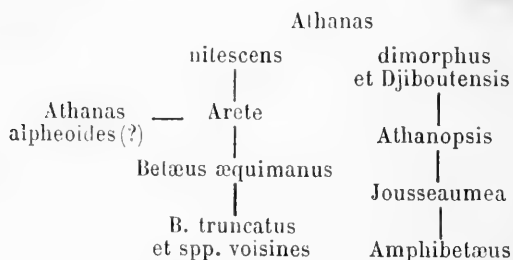 Athanas
nitescens
dimorphus
et Djiboutensis
Athanas
alpheoides (?)
Arete
Athanopsis
Betæus æquimanus
Jousseaumea
B. truncatus
et spp. voisines
Amphibetæus